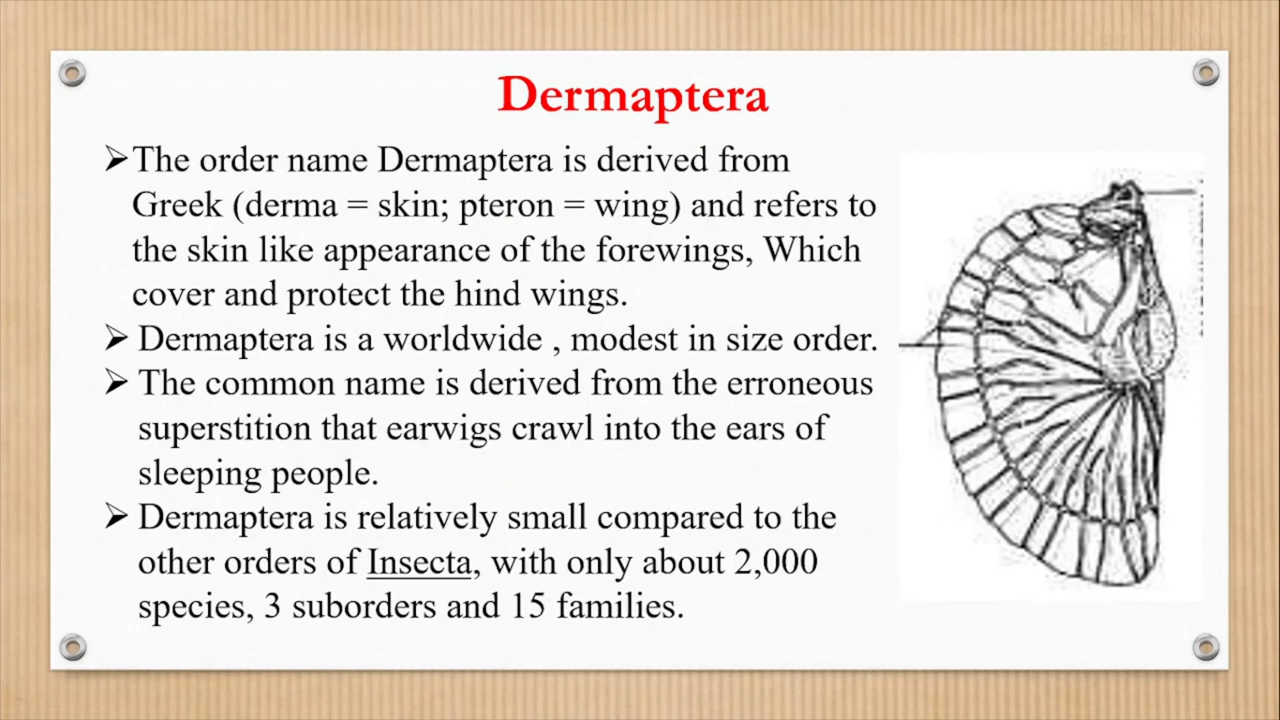 Dermaptera
➢The order name Dermaptera is derived from
Greek (derma = skin; pteron = wing) and refers to
the skin like appearance of the forewings, Which
cover and protect the hind wings.
➢ Dermaptera is a worldwide , modest in size order.
➢ The common name is derived from the erroneous
superstition that earwigs crawl into the ears of
sleeping people.
➢ Dermaptera is relatively small compared to the
other orders of Insecta, with only about 2,000
species, 3 suborders and 15 families.